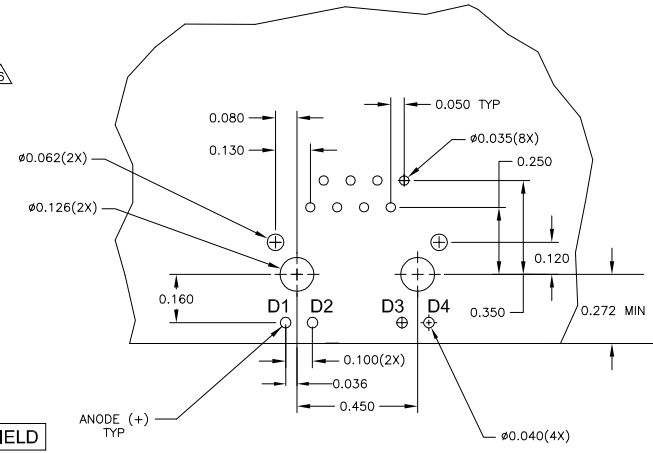 6
0.050 TYP
0.080
ø0.035(8X)
0.130
0.250
ø0.062(2X)
ø0.126(2X)
0.120
0.160
D1 D2 D3 D4
0.350
0.272 MIN
0.100(2X)
0.036
0.450
ANODE (+)
TYP
ø0.040(4X)
IELD